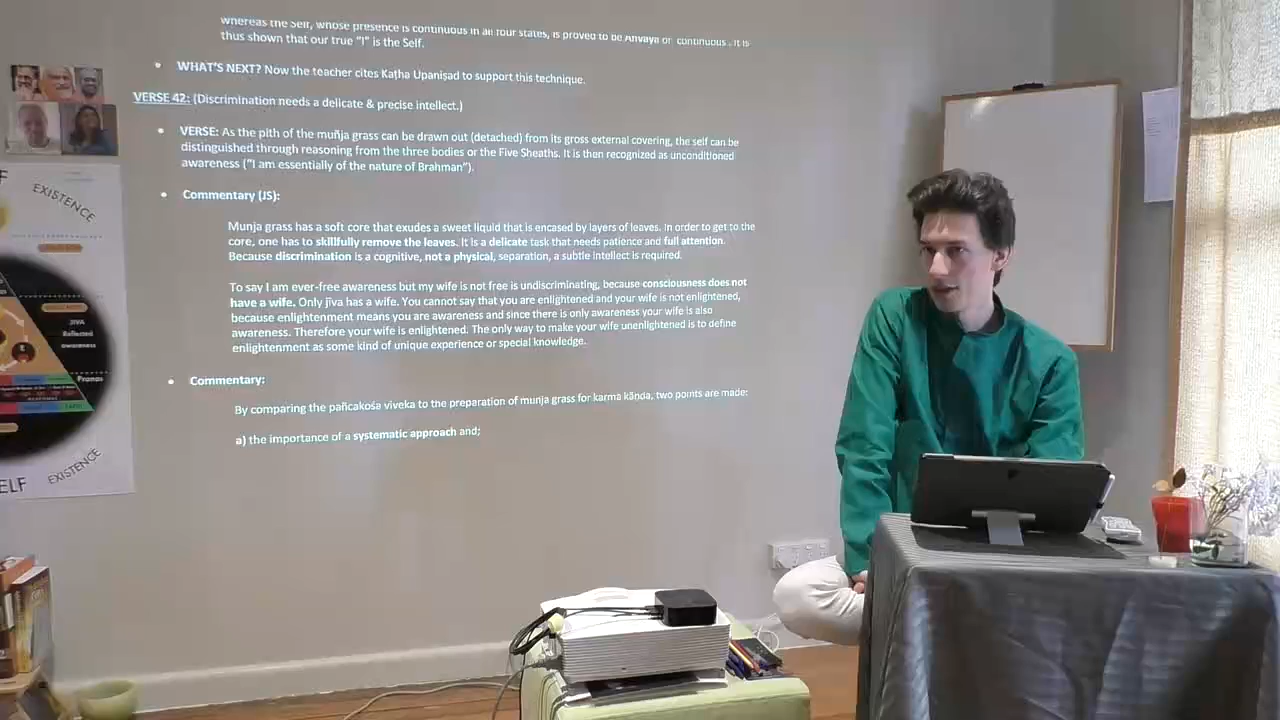 whereas the Self, whose presence is continuous in all four states, is proved to be Anvaya or continuous. It is
thus shown that our true "I" is the Self.
• WHAT'S NEXT? Now the teacher cites Kaṭha Upaniṣad to support this technique.
VERSE 42: (Discrimination needs a delicate & precise intellect.)
• VERSE: As the pith of the muñja grass can be drawn out (detached) from its gross external covering, the self can be
distinguished through reasoning from the three bodies or the Five Sheaths. It is then recognized as unconditioned
awareness ("I am essentially of the nature of Brahman").
• Commentary (JS):
Munja grass has a soft core that exudes a sweet liquid that is encased by layers of leaves. In order to get to the
core, one has to skillfully remove the leaves. It is a delicate task that needs patience and full attention.
Because discrimination is a cognitive, not a physical, separation, a subtle intellect is required.
To say I am ever-free awareness but my wife is not free is undiscriminating, because consciousness does not
have a wife. Only jīva has a wife. You cannot say that you are enlightened and your wife is not enlightened,
because enlightenment means you are awareness and since there is only awareness your wife is also
awareness. Therefore your wife is enlightened. The only way to make your wife unenlightened is to define
enlightenment as some kind of unique experience or special knowledge.
• Commentary:
By comparing the pañcakośa viveka to the preparation of munja grass for karma kāṇḍa, two points are made:
a) the importance of a systematic approach and;
EXISTENCE
JIVA
Reflected
awareness
Pranas
EXISTENCE
ELF